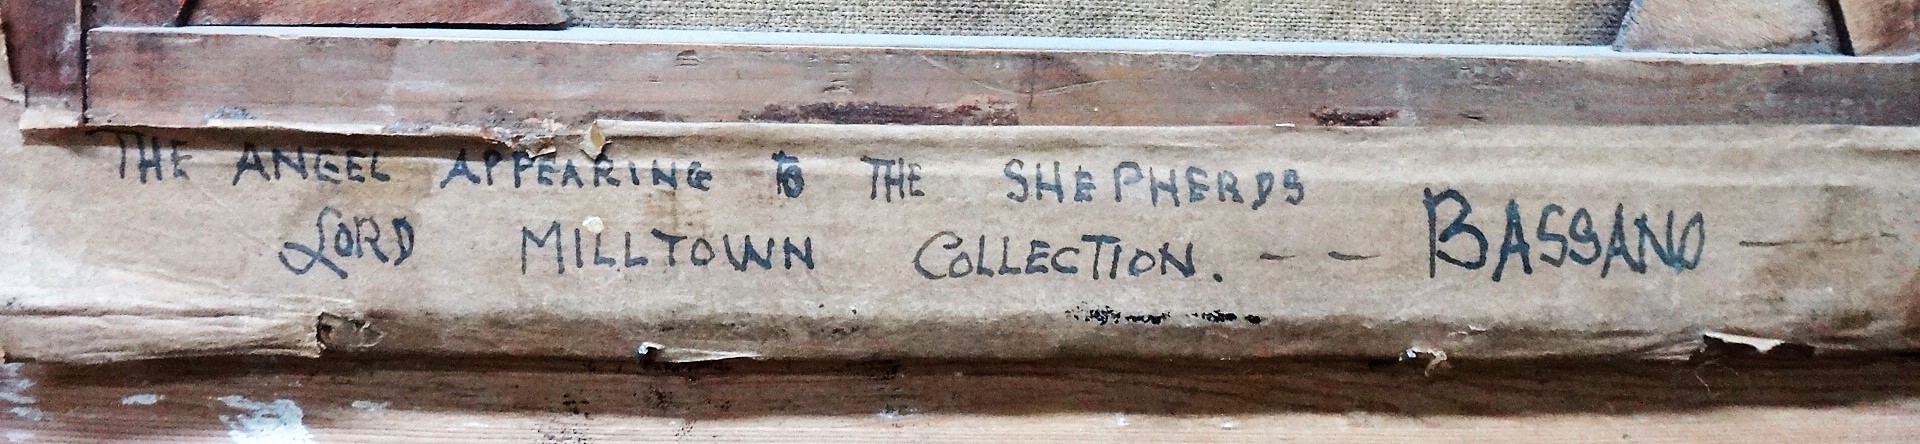 THE ANGEL APPEARING to THE SHEPHERDS
LORD MILLTOWN COLLECTION. -- BASSANO —